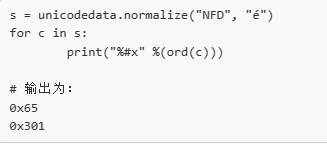 s = unicodedata.normalize("NFD", "é")
for c in s:
        print("%#x" %(ord(c)))

# 输出为:
0x65
0x301